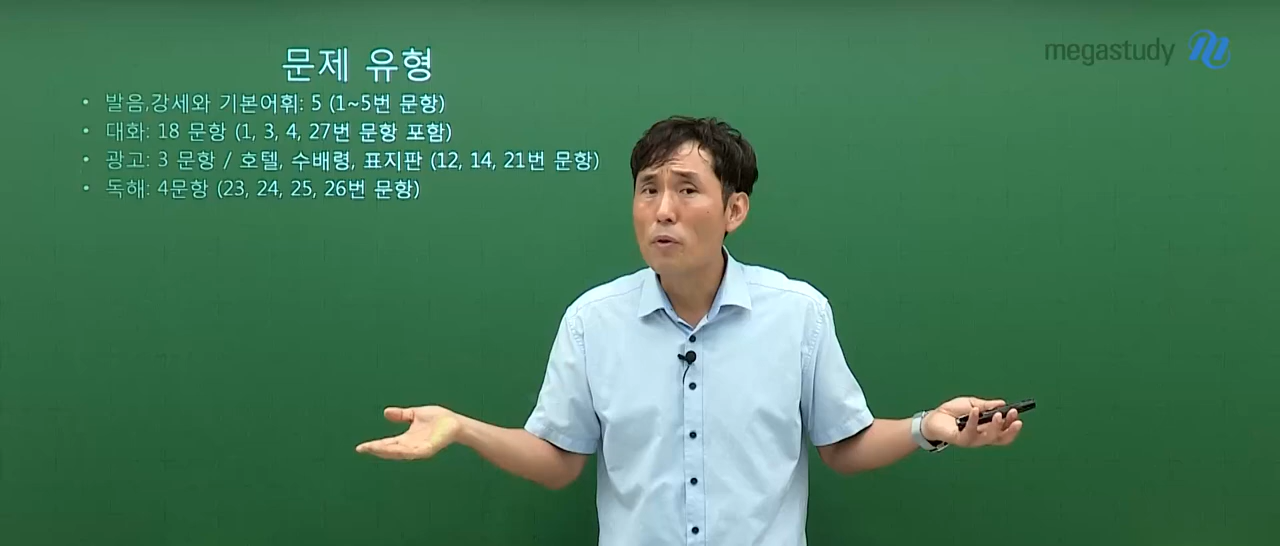 문제 유형
megastudy
• 발음,강세와 기본어휘: 5 (1~5번 문항)
• 대화: 18 문항 (1, 3, 4, 27번 문항 포함)
• 광고: 3 문항 / 호텔, 수배령, 표지판 (12, 14, 21번 문항)
• 독해: 4문항 (23, 24, 25, 26번 문항)